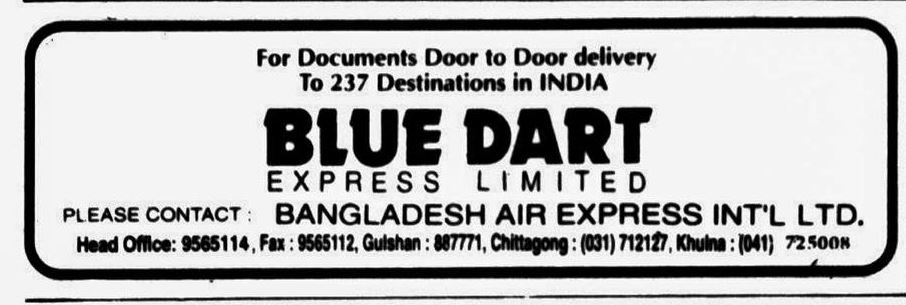 For Documents Door to Door delivery
To 237 Destinations in INDIA
BLUE DART
EXPRESS LIMITED
PLEASE CONTACT : BANGLADESH AIR EXPRESS INT'L LTD.
Head Office: 9565114, Fax : 9565112, Gulshan : 887771, Chittagong : (031) 712127, Khulna : (041) 725008